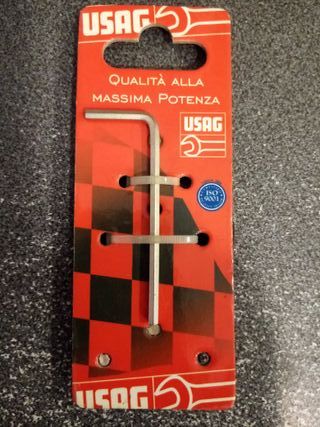 USAG
QUALITÀ ALLA
MASSIMA POTENZA
USAG
ISO
9001
USAG